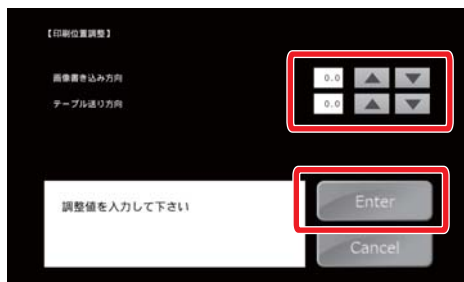 【印刷位置調整】
画像書き込み方向 0.0
テーブル送り方向 0.0
調整値を入力して下さい
Enter
Cancel